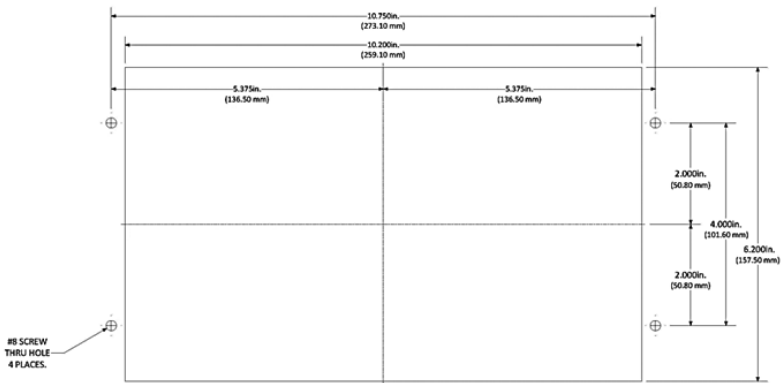 10.750in.
(273.10 mm)
10.200in.
(259.10 mm)
5.375in.
(136.50 mm)
5.375in.
(136.50 mm)
2.000in.
(50.80 mm)
4.000in.
(101.60 mm)
6.200in.
(157.50 mm)
2.000in.
(50.80 mm)
#8 SCREW
THRU HOLE
4 PLACES.